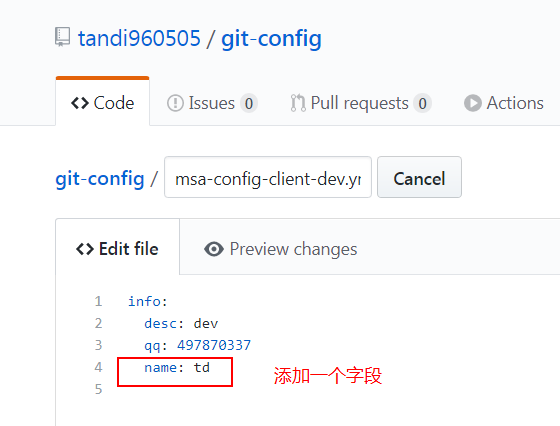 tandi960505 / git-config
Code Issues 0 Pull requests 0 Actions
git-config / msa-config-client-dev.yr Cancel
Edit file Preview changes
1 info:
2 desc: dev
3 qq: 497870337
4 name: td 添加一个字段
5